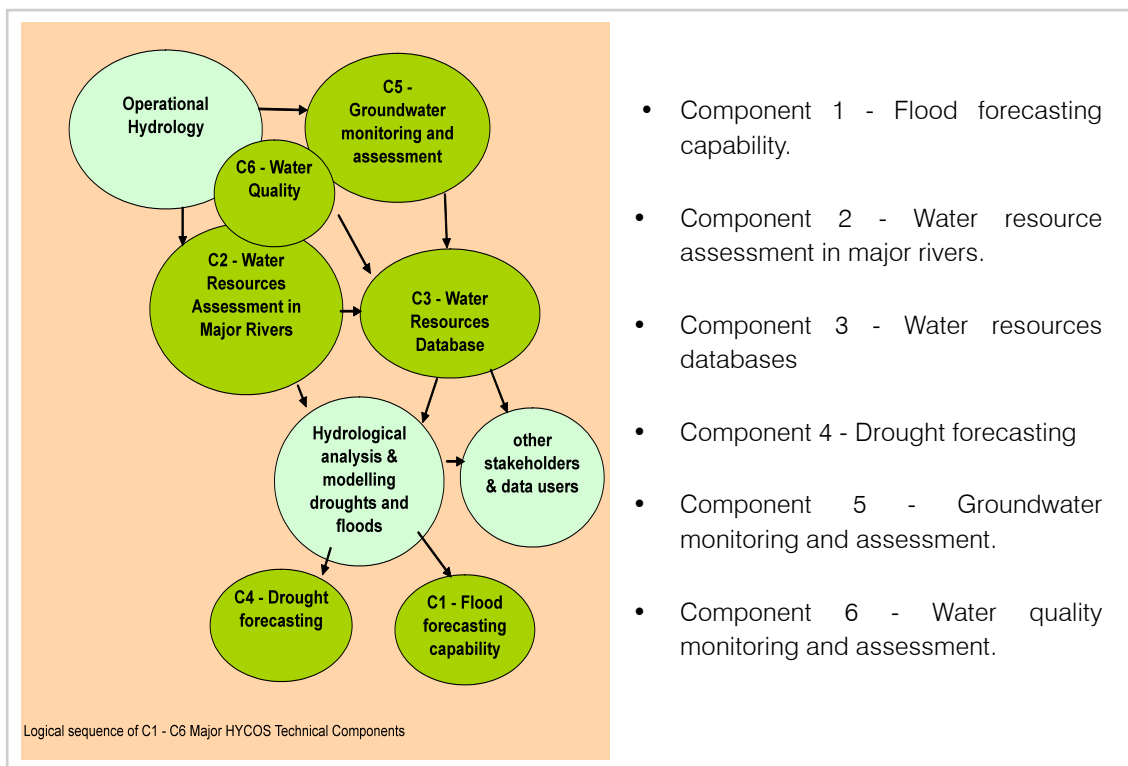 Operational
Hydrology
C5 -
Groundwater
monitoring and
assessment
C6 - Water
Quality
C2 - Water
Resources
Assessment in
Major Rivers
C3 - Water
Resources
Database
Hydrological
analysis &
modelling
droughts and
floods
other
stakeholders
& data users
C4 - Drought
forecasting
C1 - Flood
forecasting
capability
Logical sequence of C1 - C6 Major HYCOS Technical Components
• Component 1 - Flood forecasting
capability.
• Component 2 - Water resource
assessment in major rivers.
• Component 3 - Water resources
databases
• Component 4 - Drought forecasting
• Component 5 - Groundwater
monitoring and assessment.
• Component 6 - Water quality
monitoring and assessment.